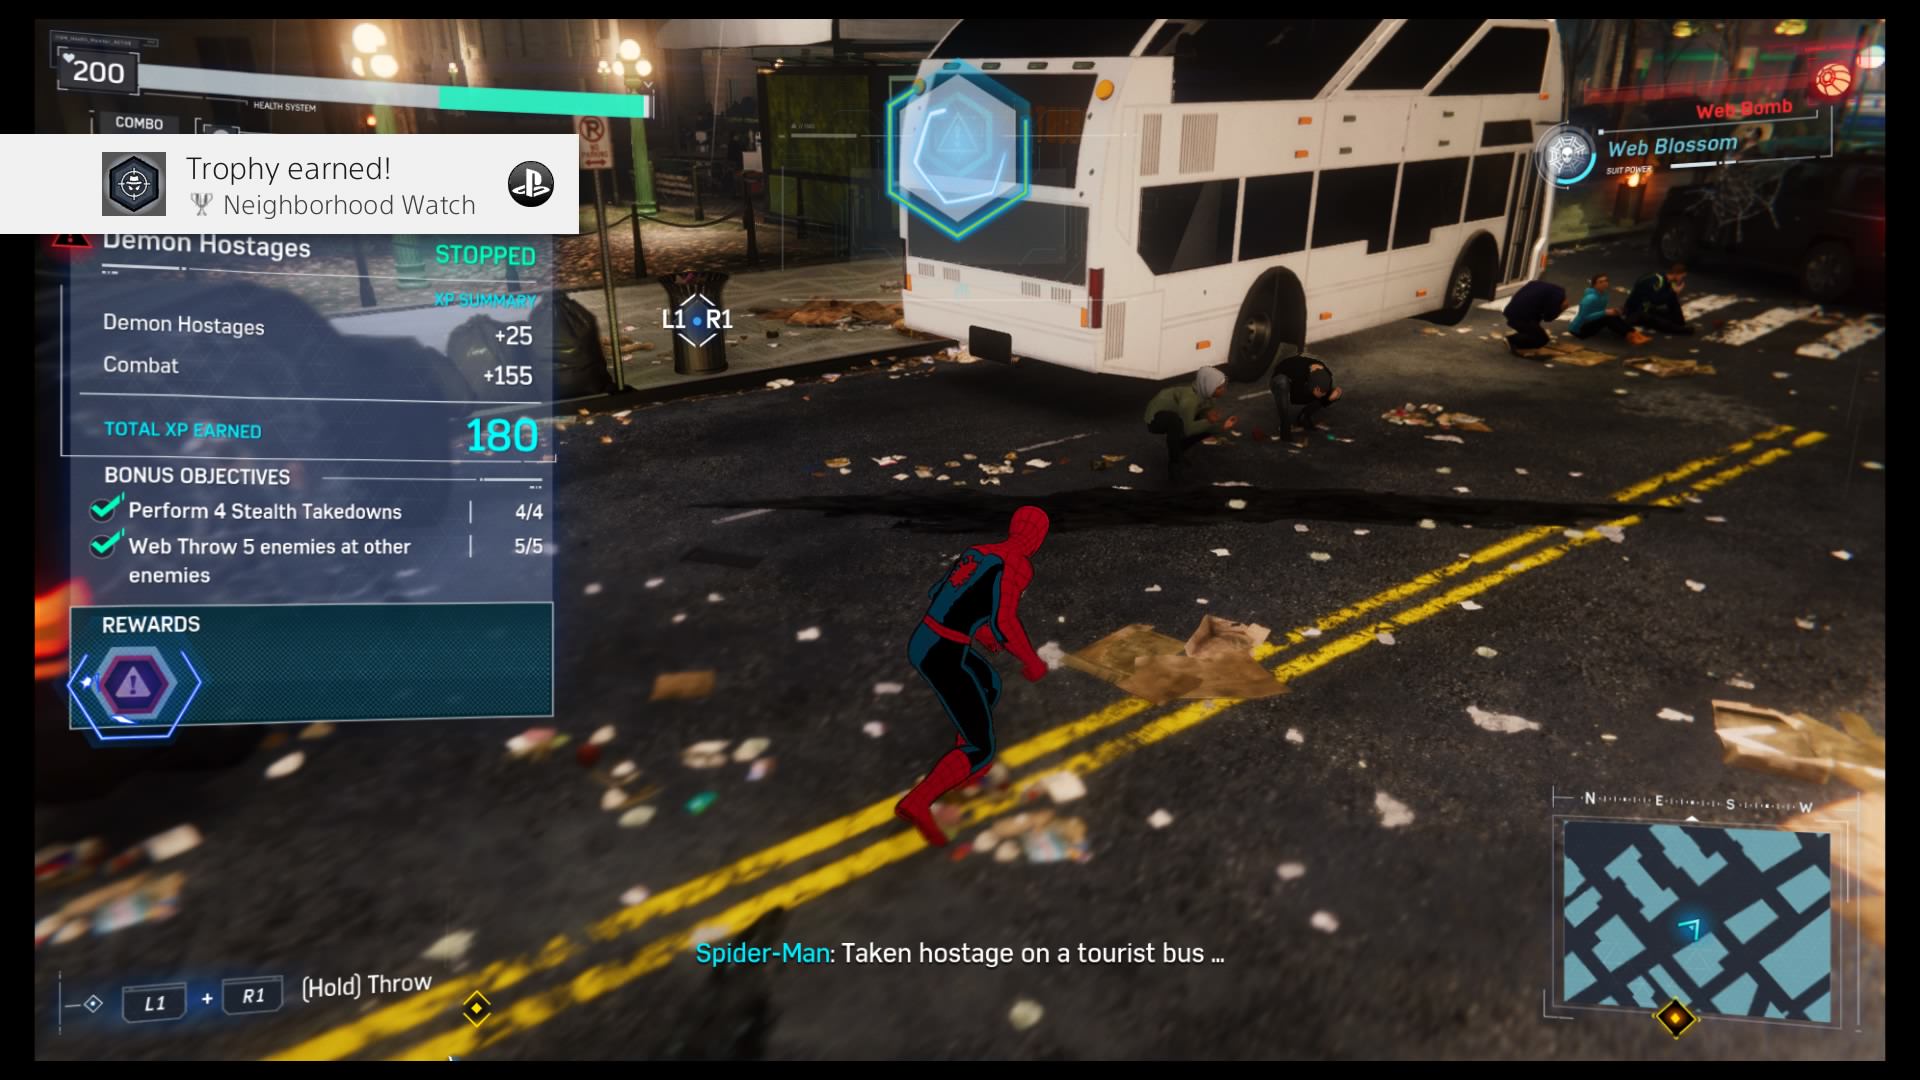 200
HEALTH SYSTEM
COMBO
Trophy earned!
Neighborhood Watch
Demon Hostages
STOPPED
XP SUMMARY
Demon Hostages +25
Combat +155
TOTAL XP EARNED 180
BONUS OBJECTIVES
Perform 4 Stealth Takedowns | 4/4
Web Throw 5 enemies at other | 5/5
enemies
REWARDS
L1 R1
Web Bomb
Web Blossom
SUIT POWER
N E S W
Spider-Man: Taken hostage on a tourist bus ...
L1 + R1 (Hold) Throw